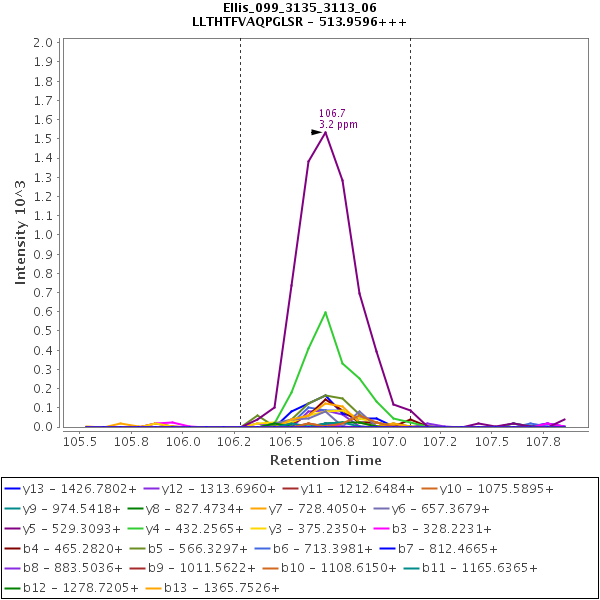 Ellis_099_3135_3113_06
LLTHTFVAQPGLSR - 513.9596+++
2.0
1.9
1.8
1.7
1.6
1.5
1.4
1.3
1.2
1.1
1.0
0.9
0.8
0.7
0.6
0.5
0.4
0.3
0.2
0.1
0.0
Intensity 10^3
106.7
3.2 ppm
105.5 105.8 106.0 106.2 106.5 106.8 107.0 107.2 107.5 107.8
Retention Time
y13 - 1426.7802+ y12 - 1313.6960+ y11 - 1212.6484+ y10 - 1075.5895+
y9 - 974.5418+ y8 - 827.4734+ y7 - 728.4050+ y6 - 657.3679+
y5 - 529.3093+ y4 - 432.2565+ y3 - 375.2350+ b3 - 328.2231+
b4 - 465.2820+ b5 - 566.3297+ b6 - 713.3981+ b7 - 812.4665+
b8 - 883.5036+ b9 - 1011.5622+ b10 - 1108.6150+ b11 - 1165.6365+
b12 - 1278.7205+ b13 - 1365.7526+